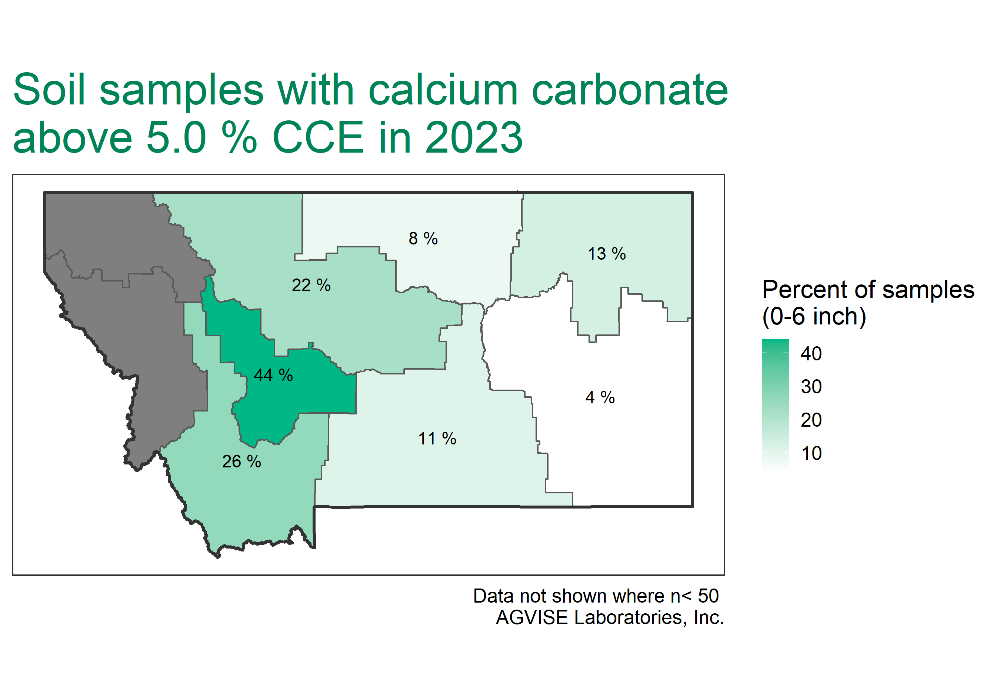 Soil samples with calcium carbonate
above 5.0 % CCE in 2023
8 %
13 %
22 %
44 %
4 %
11 %
26 %
Percent of samples
(0-6 inch)
40
30
20
10
Data not shown where n< 50
AGVISE Laboratories, Inc.